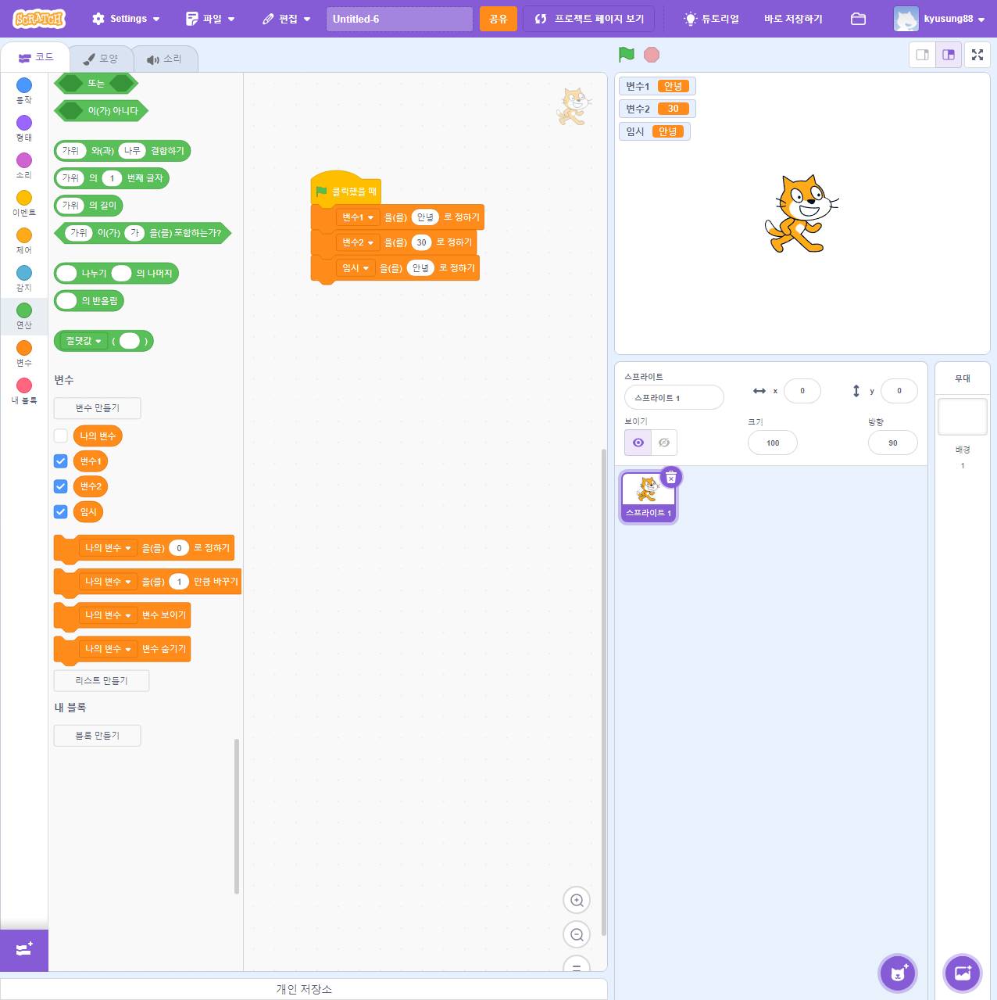 SCRATCH Settings 파일 편집 Untitled-6 공유 프로젝트 페이지 보기 튜토리얼 바로 저장하기 kyusung88
코드 모양 소리
동작
형태
소리
이벤트
제어
감지
연산
변수
내 블록
또는
이(가) 아니다
가위 와(과) 나무 결합하기
가위 의 1 번째 글자
가위 의 길이
가위 이(가) 가 을(를) 포함하는가?
나누기 의 나머지
의 반올림
절댓값 ( )
변수
변수 만들기
나의 변수
변수1
변수2
임시
나의 변수 을(를) 0 로 정하기
나의 변수 을(를) 1 만큼 바꾸기
나의 변수 변수 보이기
나의 변수 변수 숨기기
리스트 만들기
내 블록
블록 만들기
클릭했을 때
변수1 을(를) 안녕 로 정하기
변수2 을(를) 30 로 정하기
임시 을(를) 안녕 로 정하기
개인 저장소
변수1 안녕
변수2 30
임시 안녕
스프라이트
스프라이트 1 x 0 y 0
보이기 크기 방향
100 90
스프라이트 1
무대
배경
1